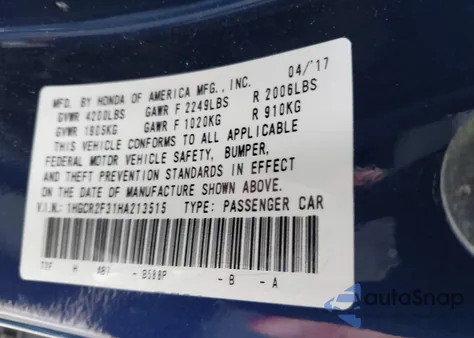 MFD. BY HONDA OF AMERICA MFG., INC. 04/'17
GVWR 4200LBS GAWR F 2249LBS R 2006LBS
GVWR 1905KG GAWR F 1020KG R 910KG
THIS VEHICLE CONFORMS TO ALL APPLICABLE
FEDERAL MOTOR VEHICLE SAFETY, BUMPER,
AND THEFT PREVENTION STANDARDS IN EFFECT
ON THE DATE OF MANUFACTURE SHOWN ABOVE.
V.I.N.: 1HGCR2F31HA213515 TYPE: PASSENGER CAR
H AB1 - B588P - B - A
autoSnap